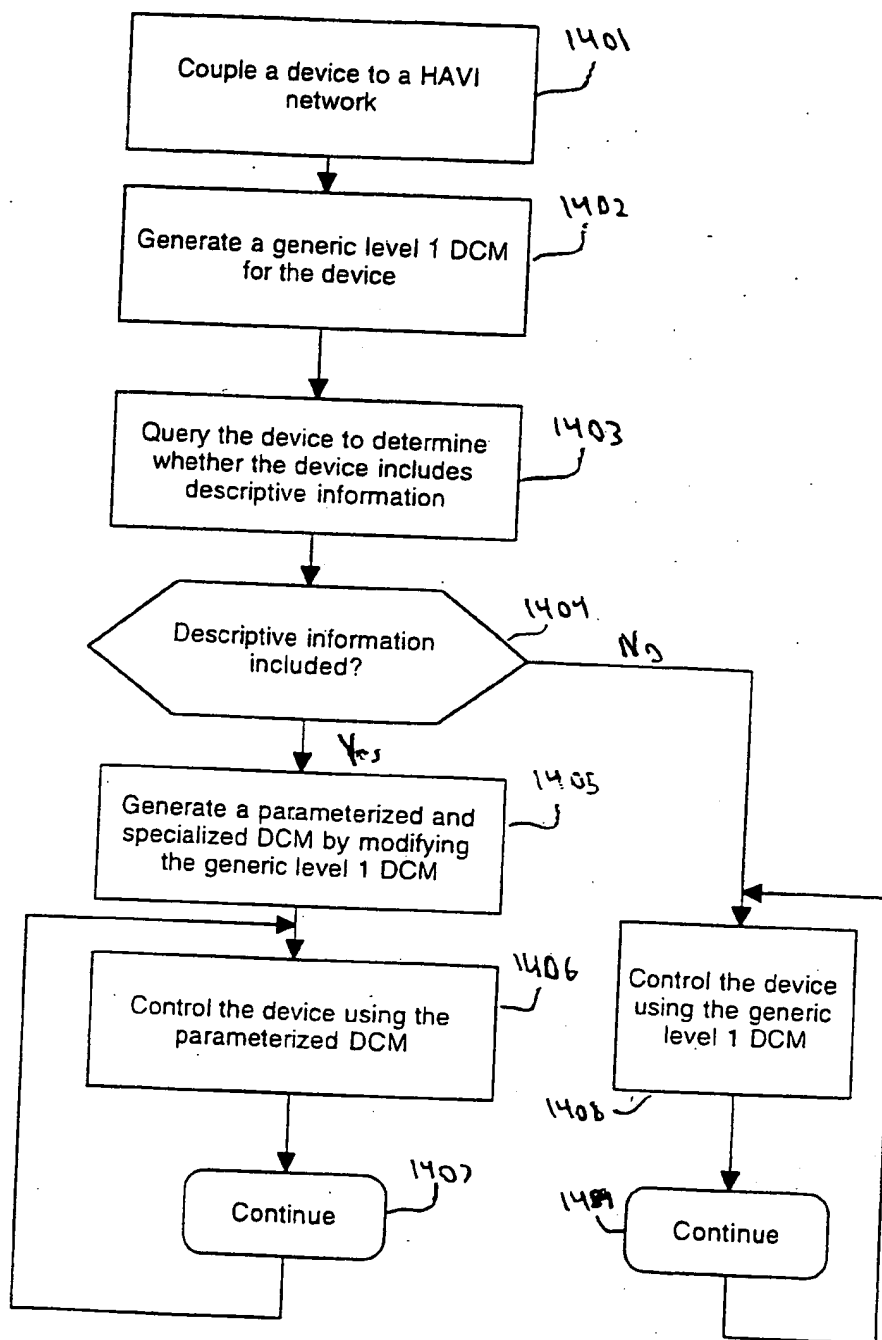 Couple a device to a HAVI
network
1401
Generate a generic level 1 DCM
for the device
1402
Query the device to determine
whether the device includes
descriptive information
1403
Descriptive information
included?
1404
No
Yes
Generate a parameterized and
specialized DCM by modifying
the generic level 1 DCM
1405
Control the device using the
parameterized DCM
1406
Control the device
using the generic
level 1 DCM
1408
Continue
1407
Continue